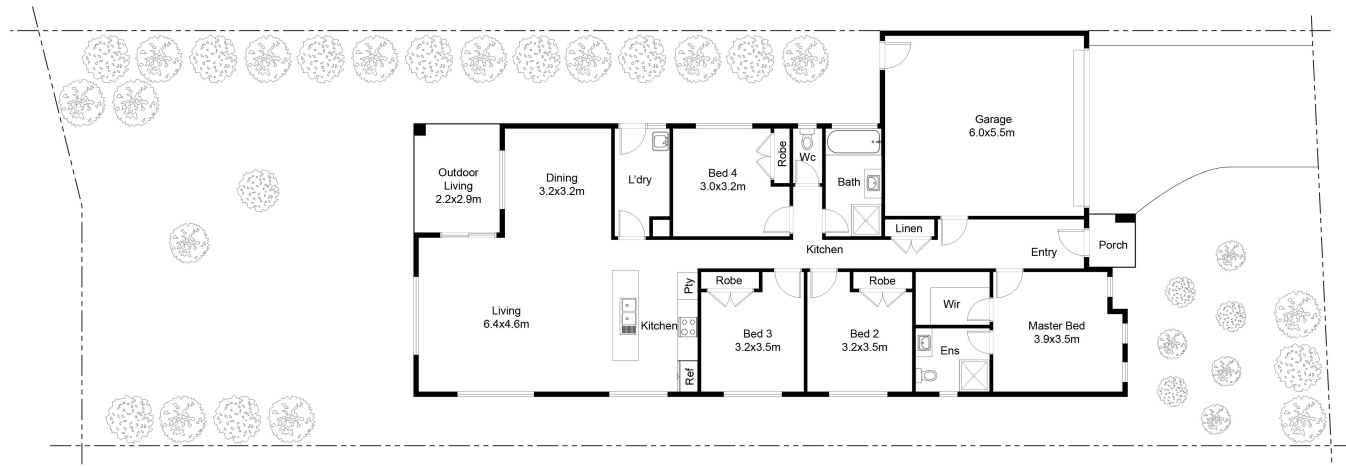 Garage
6.0x5.5m
Outdoor
Living
2.2x2.9m
Dining
3.2x3.2m
L'dry
Bed 4
3.0x3.2m
Robe
Wc
Bath
Linen
Kitchen
Entry
Porch
Living
6.4x4.6m
Kitchen
Pty
Ref
Robe
Bed 3
3.2x3.5m
Robe
Bed 2
3.2x3.5m
Wir
Ens
Master Bed
3.9x3.5m